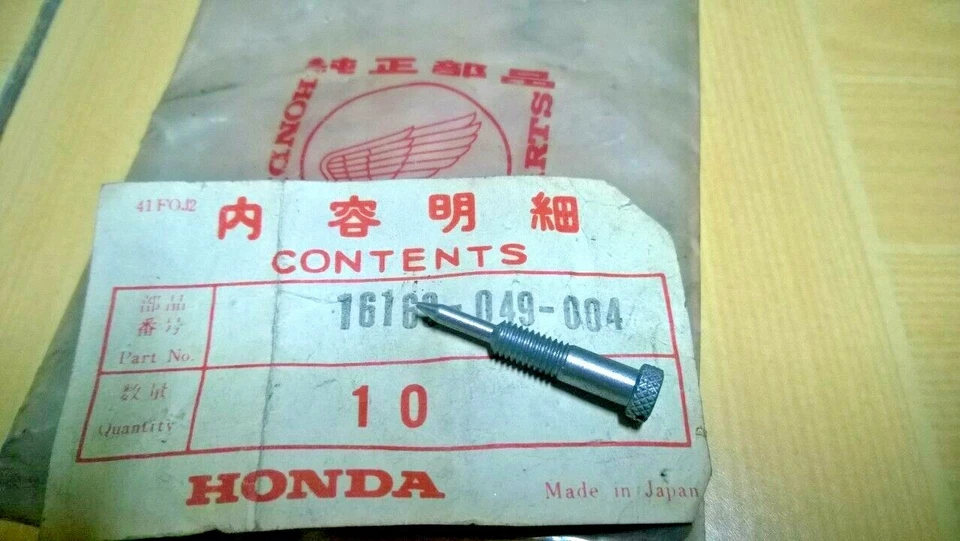 純正部品
HONDA
PARTS
41FOJ2
内容明細
CONTENTS
部品
番号
Part No.
-049-004
数量
Quantity
10
HONDA
Made in Japan